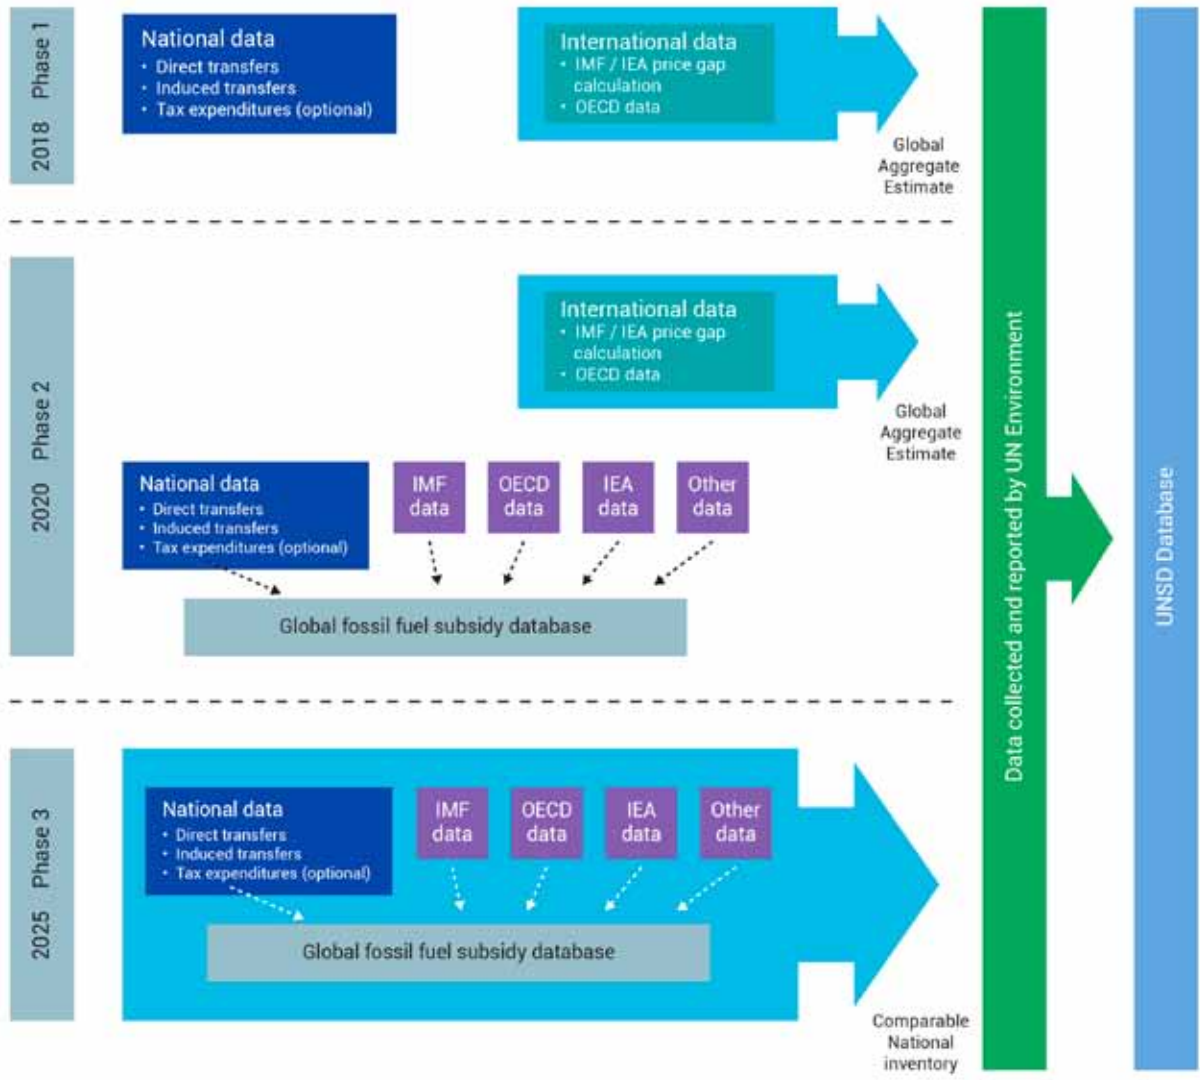 2018 Phase 1
National data
• Direct transfers
• Induced transfers
• Tax expenditures (optional)
International data
• IMF / IEA price gap
calculation
• OECD data
Global
Aggregate
Estimate
2020 Phase 2
International data
• IMF / IEA price gap
calculation
• OECD data
Global
Aggregate
Estimate
National data
• Direct transfers
• Induced transfers
• Tax expenditures (optional)
IMF
data
OECD
data
IEA
data
Other
data
Global fossil fuel subsidy database
2025 Phase 3
National data
• Direct transfers
• Induced transfers
• Tax expenditures (optional)
IMF
data
OECD
data
IEA
data
Other
data
Global fossil fuel subsidy database
Comparable
National
inventory
Data collected and reported by UN Environment
UNSD Database